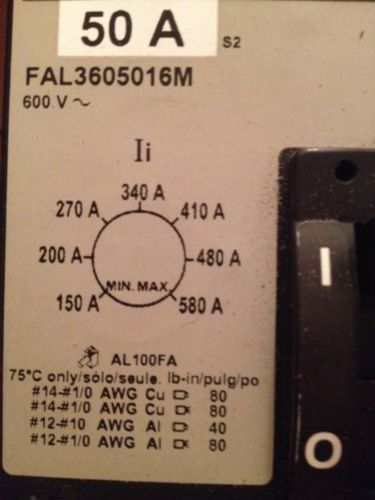 50 A S2
FAL3605016M
600 V ~
Ii
340 A
270 A 410 A
200 A 480 A
MIN. MAX.
150 A 580 A
AL100FA
75°C only/sólo/seule. lb-in/pulg/po
#14-#1/0 AWG Cu 80
#14-#1/0 AWG Cu 80
#12-#10 AWG Al 40
#12-#1/0 AWG Al 80
I
O